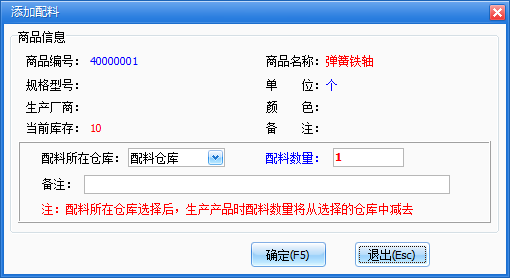 添加配料
商品信息
商品编号： 40000001 商品名称：弹簧铁轴
规格型号： 单 位：个
生产厂商： 颜 色：
当前库存： 10 备 注：
配料所在仓库： 配料仓库 配料数量： 1
备注：
注：配料所在仓库选择后，生产产品时配料数量将从选择的仓库中减去
确定(F5) 退出(Esc)